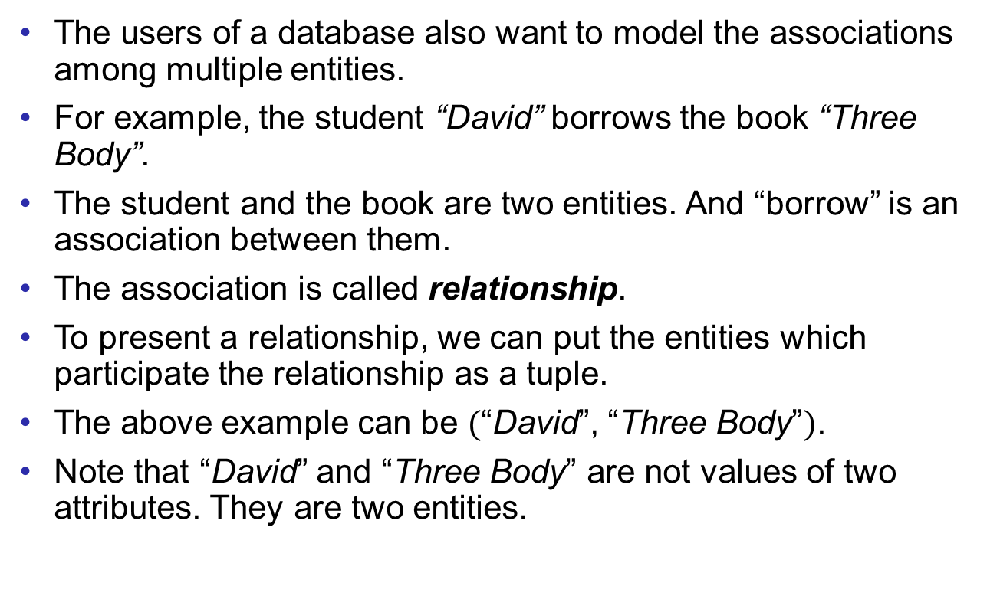 • The users of a database also want to model the associations
among multiple entities.
• For example, the student “David” borrows the book “Three
Body”.
• The student and the book are two entities. And “borrow” is an
association between them.
• The association is called relationship.
• To present a relationship, we can put the entities which
participate the relationship as a tuple.
• The above example can be (“David”, “Three Body”).
• Note that “David” and “Three Body” are not values of two
attributes. They are two entities.